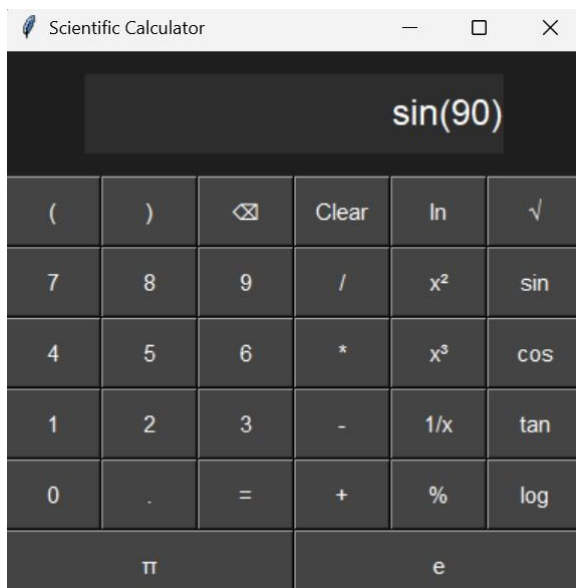 Scientific Calculator
sin(90)
( ) ⌫ Clear ln √
7 8 9 / x² sin
4 5 6 * x³ cos
1 2 3 - 1/x tan
0 . = + % log
π e